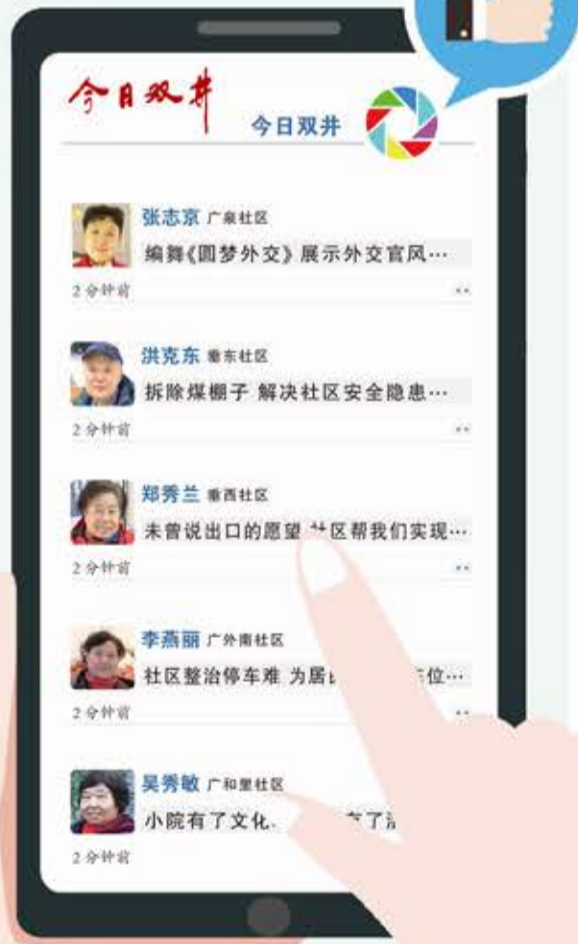 今日双井
今日双井
张志京 广泉社区
编舞《圆梦外交》展示外交官风…
2分钟前
洪克东 垂东社区
拆除煤棚子 解决社区安全隐患…
2分钟前
郑秀兰 垂西社区
未曾说出口的愿望 社区帮我们实现…
2分钟前
李燕丽 广外南社区
社区整治停车难 为居 位…
2分钟前
吴秀敏 广和里社区
小院有了文化 有了
2分钟前